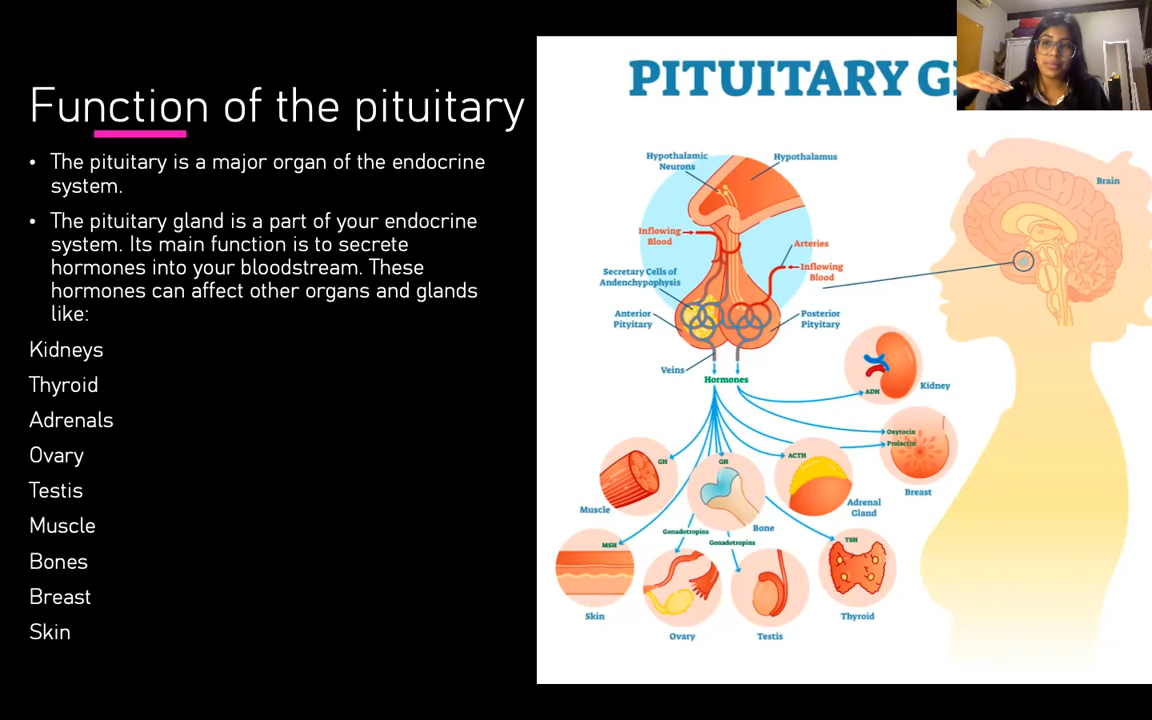 Function of the pituitary
• The pituitary is a major organ of the endocrine
system.
• The pituitary gland is a part of your endocrine
system. Its main function is to secrete
hormones into your bloodstream. These
hormones can affect other organs and glands
like:
Kidneys
Thyroid
Adrenals
Ovary
Testis
Muscle
Bones
Breast
Skin
PITUITARY G
Hypothalamic
Neurons
Hypothalamus
Brain
Inflowing
Blood
Arteries
Inflowing
Blood
Secretary Cells of
Andenchypophysis
Anterior
Pityitary
Posterior
Pityitary
Veins
Hormones
Kidney
ADH
Oxytocin
Prolactin
Breast
GH
GH
ACTH
Muscle
Bone
Adrenal
Gland
Gonadotropins
Gonadotropins
MSH
TSH
Skin
Ovary
Testis
Thyroid